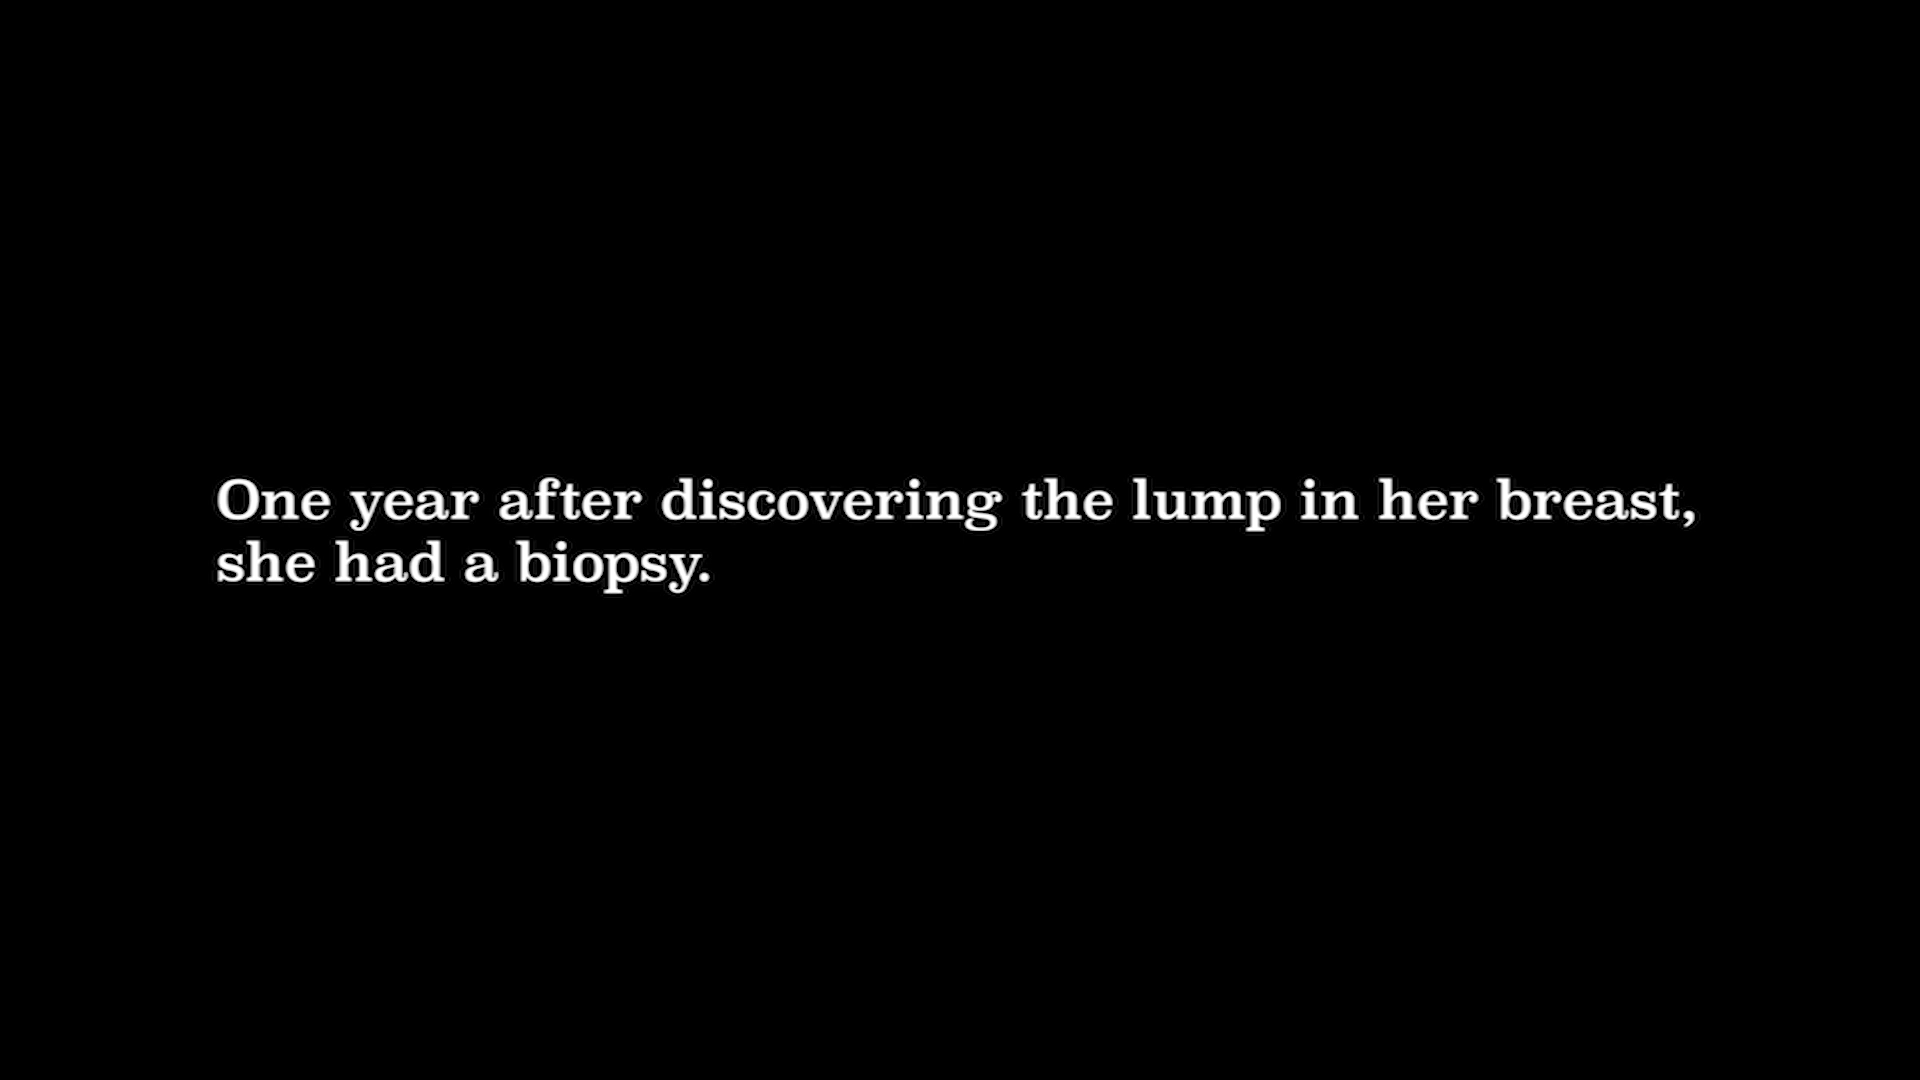 One year after discovering the lump in her breast,
she had a biopsy.